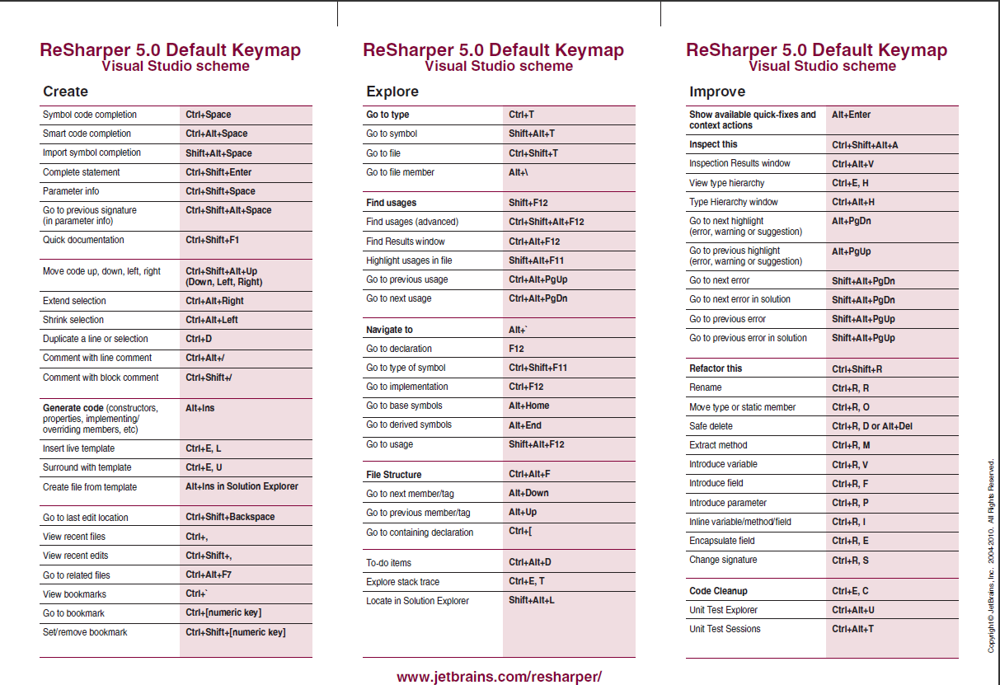 ReSharper 5.0 Default Keymap
Visual Studio scheme
Create
Symbol code completion Ctrl+Space
Smart code completion Ctrl+Alt+Space
Import symbol completion Shift+Alt+Space
Complete statement Ctrl+Shift+Enter
Parameter info Ctrl+Shift+Space
Go to previous signature Ctrl+Shift+Alt+Space
(in parameter info)
Quick documentation Ctrl+Shift+F1
Move code up, down, left, right Ctrl+Shift+Alt+Up
(Down, Left, Right)
Extend selection Ctrl+Alt+Right
Shrink selection Ctrl+Alt+Left
Duplicate a line or selection Ctrl+D
Comment with line comment Ctrl+Alt+/
Comment with block comment Ctrl+Shift+/
Generate code (constructors, Alt+Ins
properties, implementing/
overriding members, etc)
Insert live template Ctrl+E, L
Surround with template Ctrl+E, U
Create file from template Alt+Ins in Solution Explorer
Go to last edit location Ctrl+Shift+Backspace
View recent files Ctrl+,
View recent edits Ctrl+Shift+,
Go to related files Ctrl+Alt+F7
View bookmarks Ctrl+`
Go to bookmark Ctrl+[numeric key]
Set/remove bookmark Ctrl+Shift+[numeric key]
ReSharper 5.0 Default Keymap
Visual Studio scheme
Explore
Go to type Ctrl+T
Go to symbol Shift+Alt+T
Go to file Ctrl+Shift+T
Go to file member Alt+\
Find usages Shift+F12
Find usages (advanced) Ctrl+Shift+Alt+F12
Find Results window Ctrl+Alt+F12
Highlight usages in file Shift+Alt+F11
Go to previous usage Ctrl+Alt+PgUp
Go to next usage Ctrl+Alt+PgDn
Navigate to Alt+`
Go to declaration F12
Go to type of symbol Ctrl+Shift+F11
Go to implementation Ctrl+F12
Go to base symbols Alt+Home
Go to derived symbols Alt+End
Go to usage Shift+Alt+F12
File Structure Ctrl+Alt+F
Go to next member/tag Alt+Down
Go to previous member/tag Alt+Up
Go to containing declaration Ctrl+[
To-do items Ctrl+Alt+D
Explore stack trace Ctrl+E, T
Locate in Solution Explorer Shift+Alt+L
ReSharper 5.0 Default Keymap
Visual Studio scheme
Improve
Show available quick-fixes and Alt+Enter
context actions
Inspect this Ctrl+Shift+Alt+A
Inspection Results window Ctrl+Alt+V
View type hierarchy Ctrl+E, H
Type Hierarchy window Ctrl+Alt+H
Go to next highlight Alt+PgDn
(error, warning or suggestion)
Go to previous highlight Alt+PgUp
(error, warning or suggestion)
Go to next error Shift+Alt+PgDn
Go to next error in solution Shift+Alt+PgDn
Go to previous error Shift+Alt+PgUp
Go to previous error in solution Shift+Alt+PgUp
Refactor this Ctrl+Shift+R
Rename Ctrl+R, R
Move type or static member Ctrl+R, O
Safe delete Ctrl+R, D or Alt+Del
Extract method Ctrl+R, M
Introduce variable Ctrl+R, V
Introduce field Ctrl+R, F
Introduce parameter Ctrl+R, P
Inline variable/method/field Ctrl+R, I
Encapsulate field Ctrl+R, E
Change signature Ctrl+R, S
Code Cleanup Ctrl+E, C
Unit Test Explorer Ctrl+Alt+U
Unit Test Sessions Ctrl+Alt+T
Copyright © JetBrains, Inc. 2004-2010. All Rights Reserved.
www.jetbrains.com/resharper/